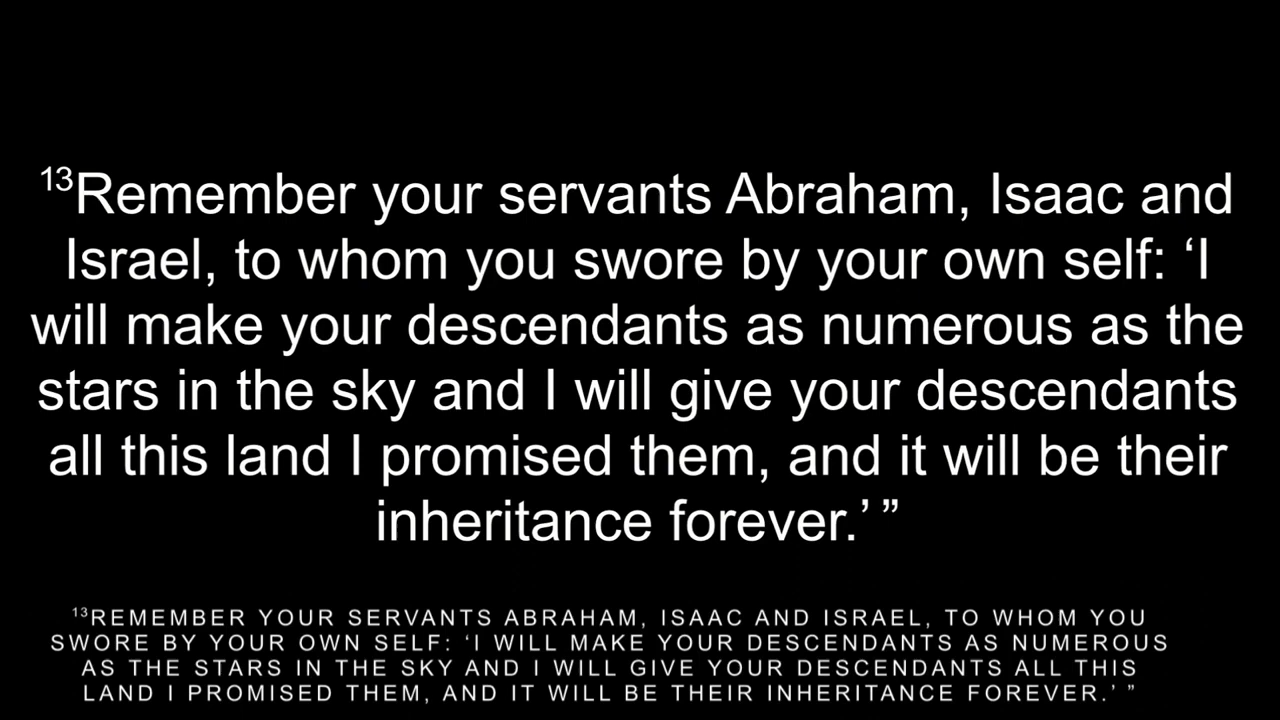 ¹³Remember your servants Abraham, Isaac and
Israel, to whom you swore by your own self: ‘I
will make your descendants as numerous as the
stars in the sky and I will give your descendants
all this land I promised them, and it will be their
inheritance forever.’ ”
¹³REMEMBER YOUR SERVANTS ABRAHAM, ISAAC AND ISRAEL, TO WHOM YOU
SWORE BY YOUR OWN SELF: ‘I WILL MAKE YOUR DESCENDANTS AS NUMEROUS
AS THE STARS IN THE SKY AND I WILL GIVE YOUR DESCENDANTS ALL THIS
LAND I PROMISED THEM, AND IT WILL BE THEIR INHERITANCE FOREVER.’ ”